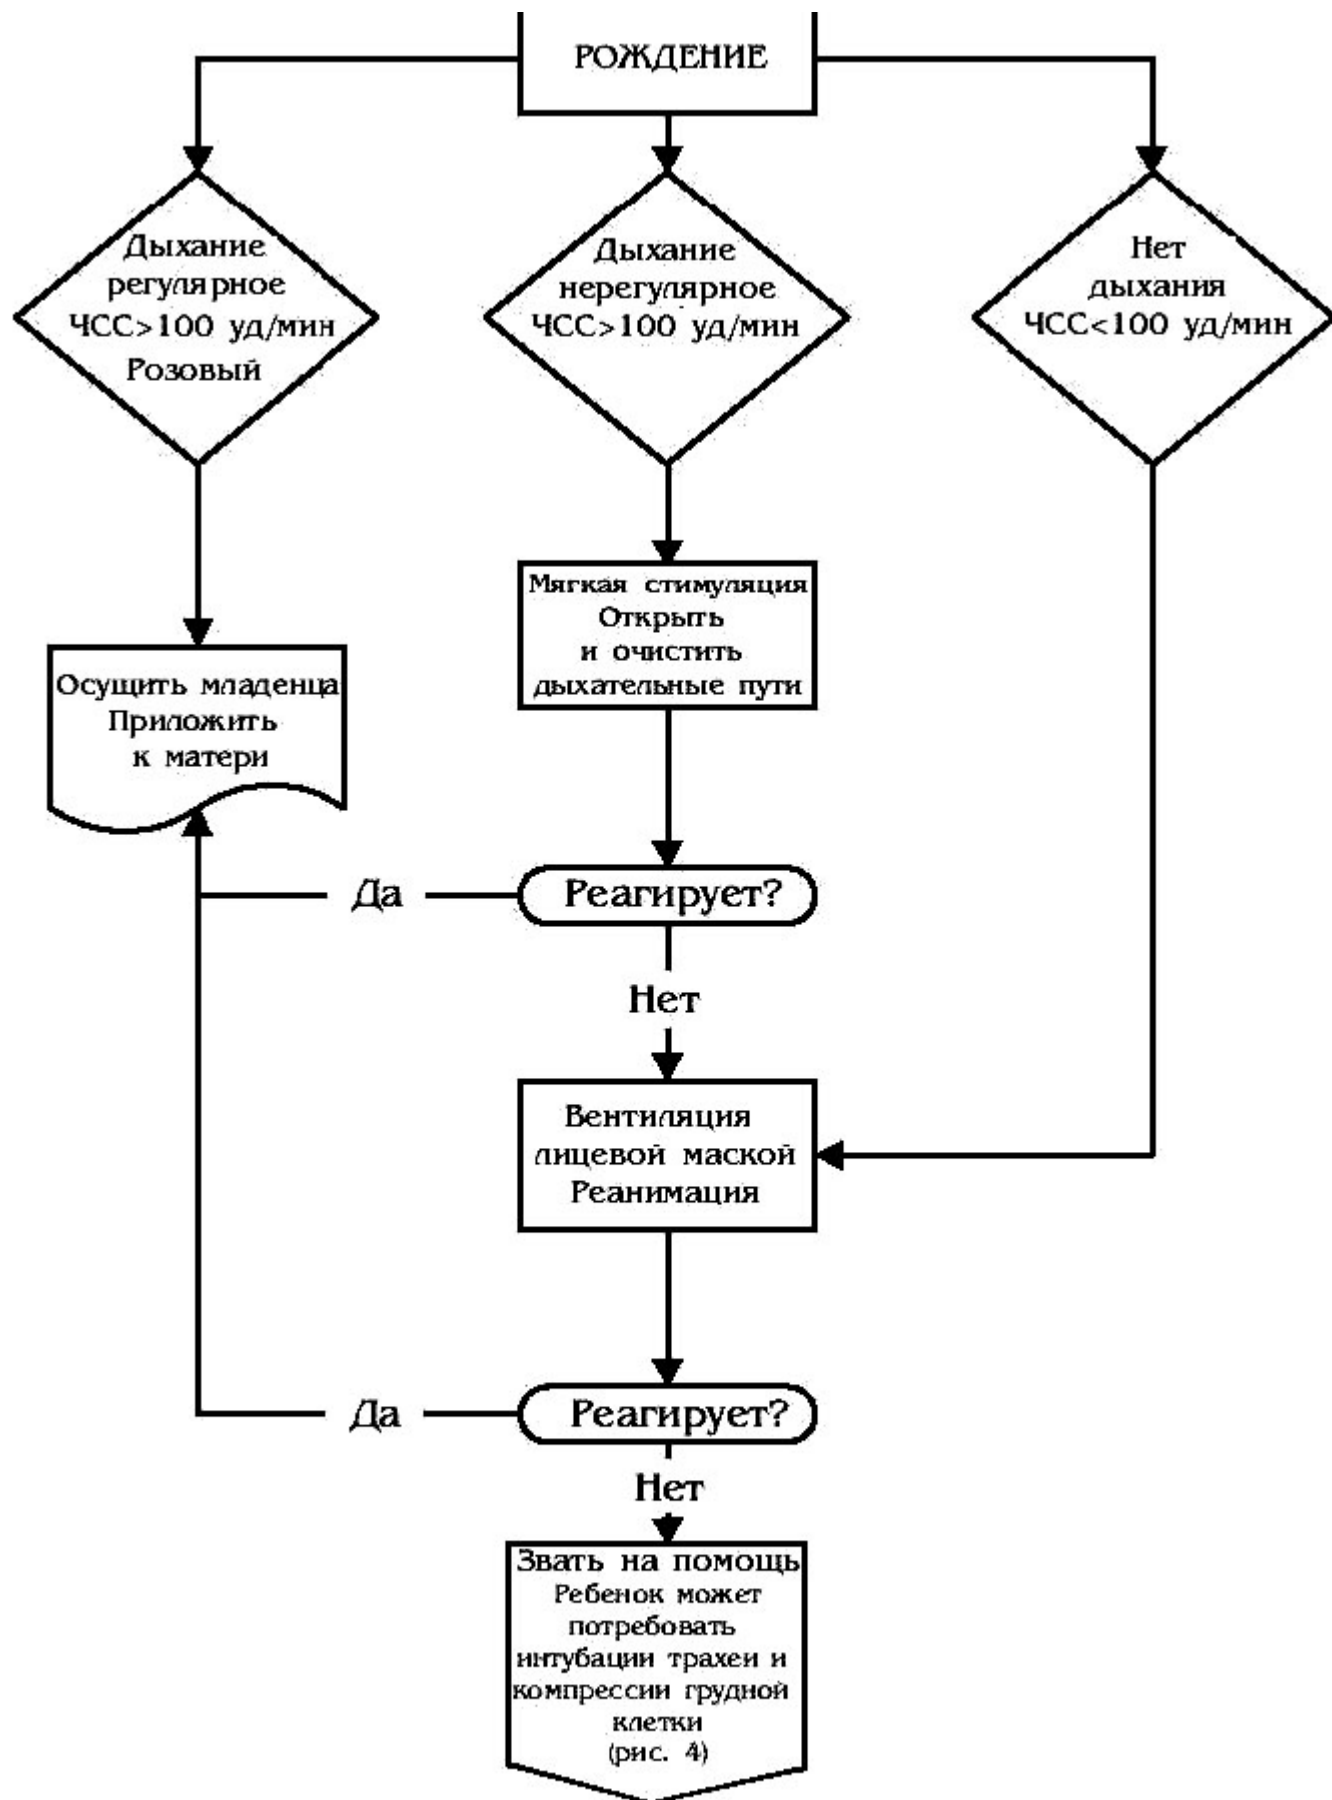 РОЖДЕНИЕ
Дыхание
регулярное
ЧСС>100 уд/мин
Розовый
Дыхание
нерегулярное
ЧСС>100 уд/мин
Нет
дыхания
ЧСС<100 уд/мин
Мягкая стимуляция
Открыть
и очистить
дыхательные пути
Осущить младенца
Приложить
к матери
Да
Реагирует?
Нет
Вентиляция
лицевой маской
Реанимация
Да
Реагирует?
Нет
Звать на помощь
Ребенок может
потребовать
интубации трахеи и
компрессии грудной
клетки
(рис. 4)